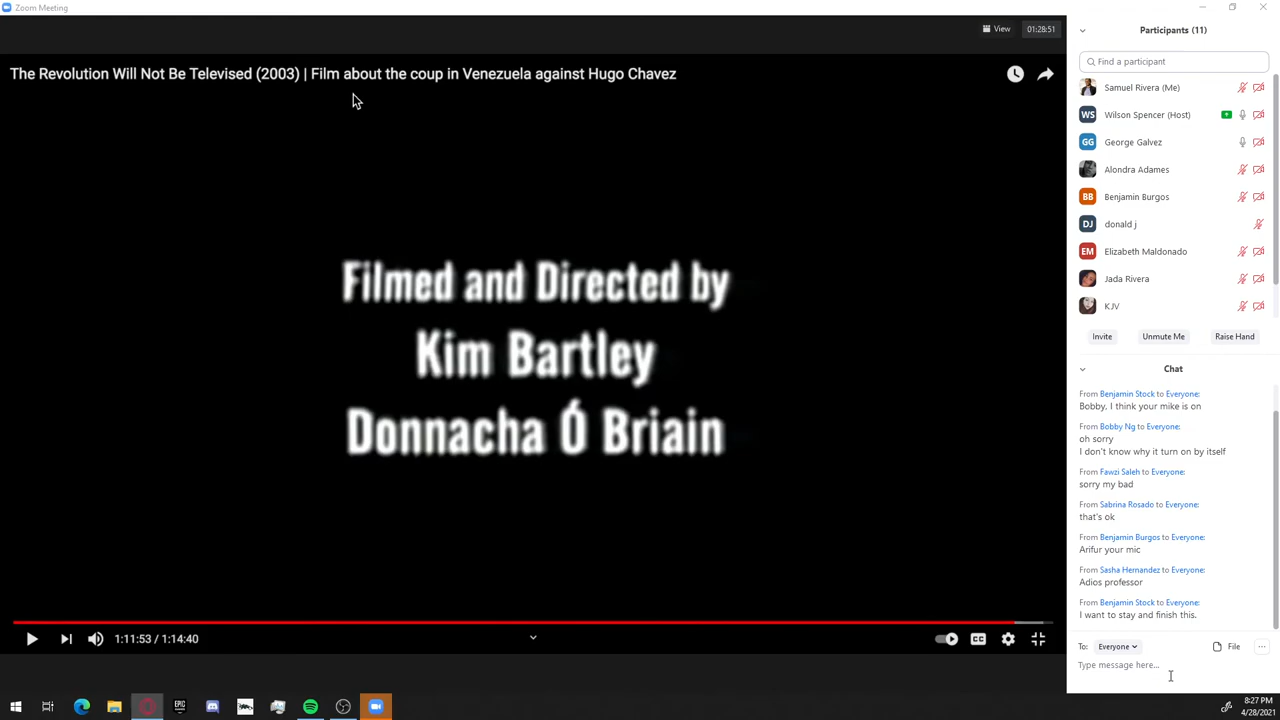 Zoom Meeting
View
01:28:51
The Revolution Will Not Be Televised (2003) | Film about the coup in Venezuela against Hugo Chavez
Filmed and Directed by
Kim Bartley
Donnacha Ó Briain
1:11:53 / 1:14:40
CC
Participants (11)
Find a participant
Samuel Rivera (Me)
WS Wilson Spencer (Host)
GG George Galvez
Alondra Adames
BB Benjamin Burgos
DJ donald j
EM Elizabeth Maldonado
Jada Rivera
KJV
Invite Unmute Me Raise Hand
Chat
From Benjamin Stock to Everyone:
Bobby, I think your mike is on
From Bobby Ng to Everyone:
oh sorry
I don't know why it turn on by itself
From Fawzi Saleh to Everyone:
sorry my bad
From Sabrina Rosado to Everyone:
that's ok
From Benjamin Burgos to Everyone:
Arifur your mic
From Sasha Hernandez to Everyone:
Adios professor
From Benjamin Stock to Everyone:
I want to stay and finish this.
To: Everyone File ...
Type message here...
EPIC
GAMES
8:27 PM
4/28/2021